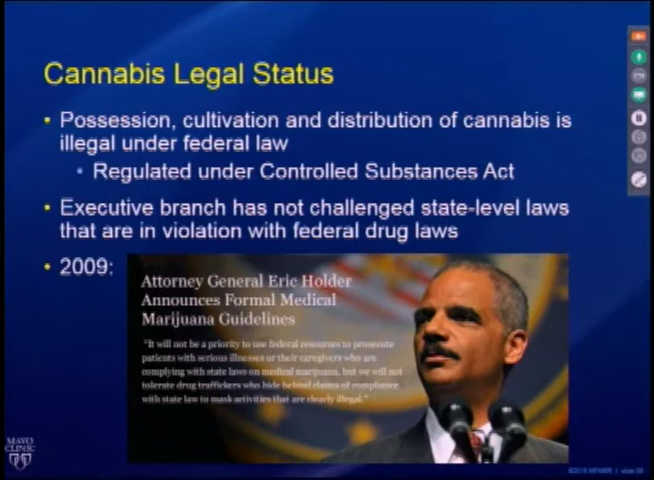 Cannabis Legal Status
• Possession, cultivation and distribution of cannabis is
illegal under federal law
• Regulated under Controlled Substances Act
• Executive branch has not challenged state-level laws
that are in violation with federal drug laws
• 2009:
Attorney General Eric Holder
Announces Formal Medical
Marijuana Guidelines
"It will not be a priority to use federal resources to prosecute
patients with serious illnesses or their caregivers who are
complying with state laws on medical marijuana, but we will not
tolerate drug traffickers who hide behind claims of compliance
with state law to mask activities that are clearly illegal."
MAYO
CLINIC